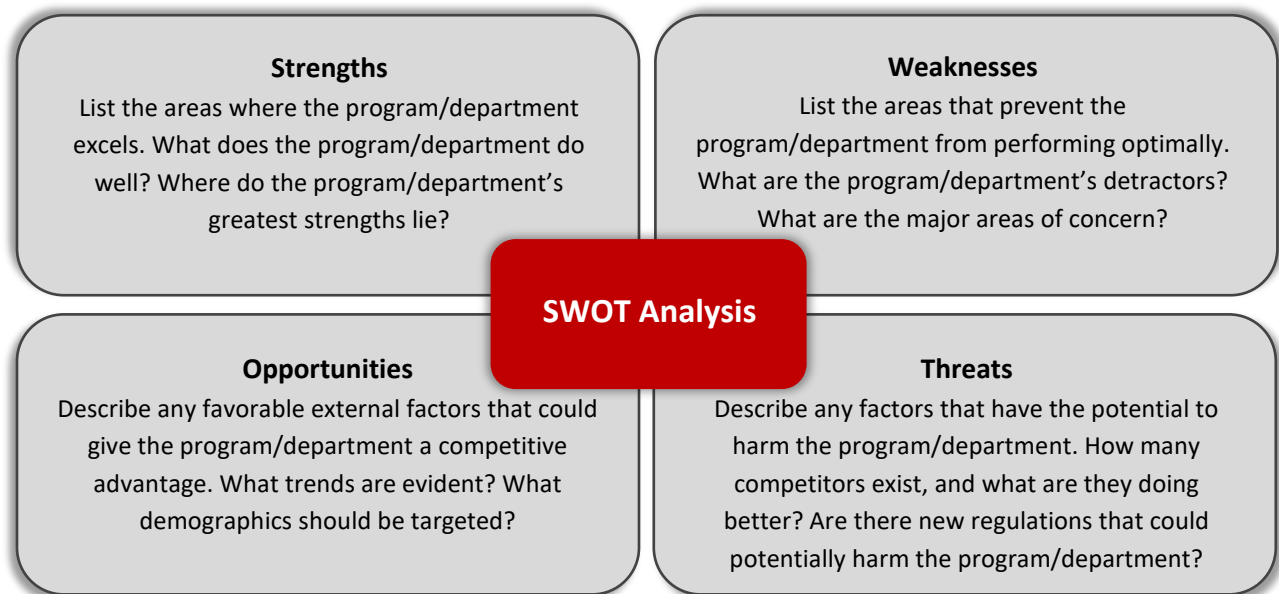 Strengths
List the areas where the program/department
excels. What does the program/department do
well? Where do the program/department’s
greatest strengths lie?
Weaknesses
List the areas that prevent the
program/department from performing optimally.
What are the program/department’s detractors?
What are the major areas of concern?
SWOT Analysis
Opportunities
Describe any favorable external factors that could
give the program/department a competitive
advantage. What trends are evident? What
demographics should be targeted?
Threats
Describe any factors that have the potential to
harm the program/department. How many
competitors exist, and what are they doing
better? Are there new regulations that could
potentially harm the program/department?